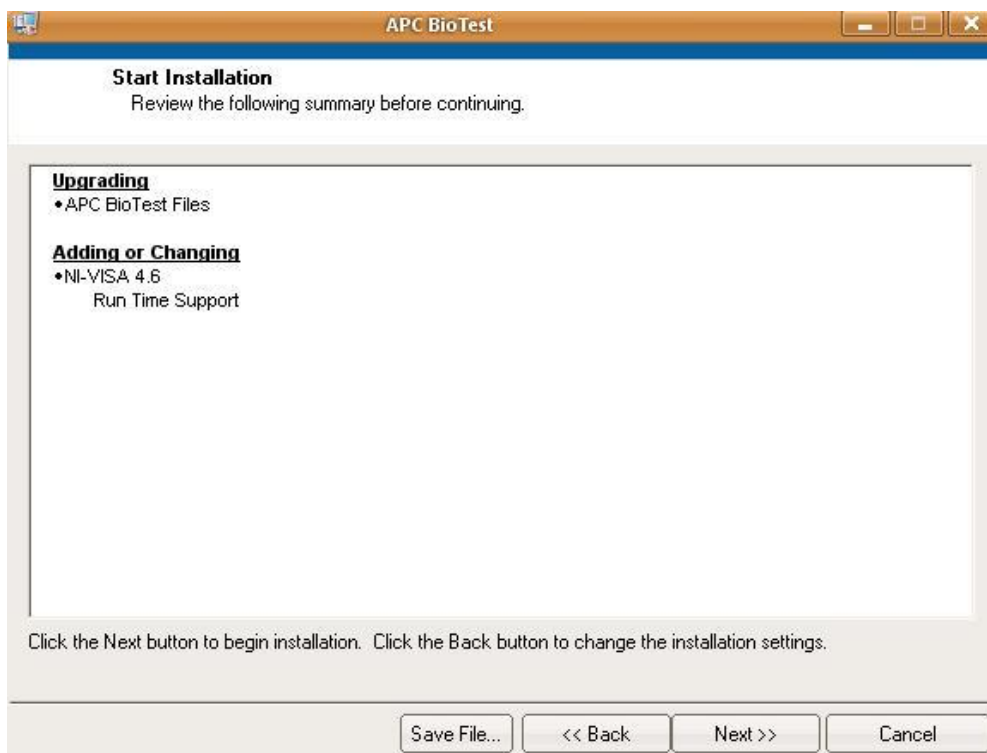 APC BioTest
Start Installation
Review the following summary before continuing.
Upgrading
•APC BioTest Files
Adding or Changing
•NI-VISA 4.6
Run Time Support
Click the Next button to begin installation.  Click the Back button to change the installation settings.
Save File... << Back Next >> Cancel